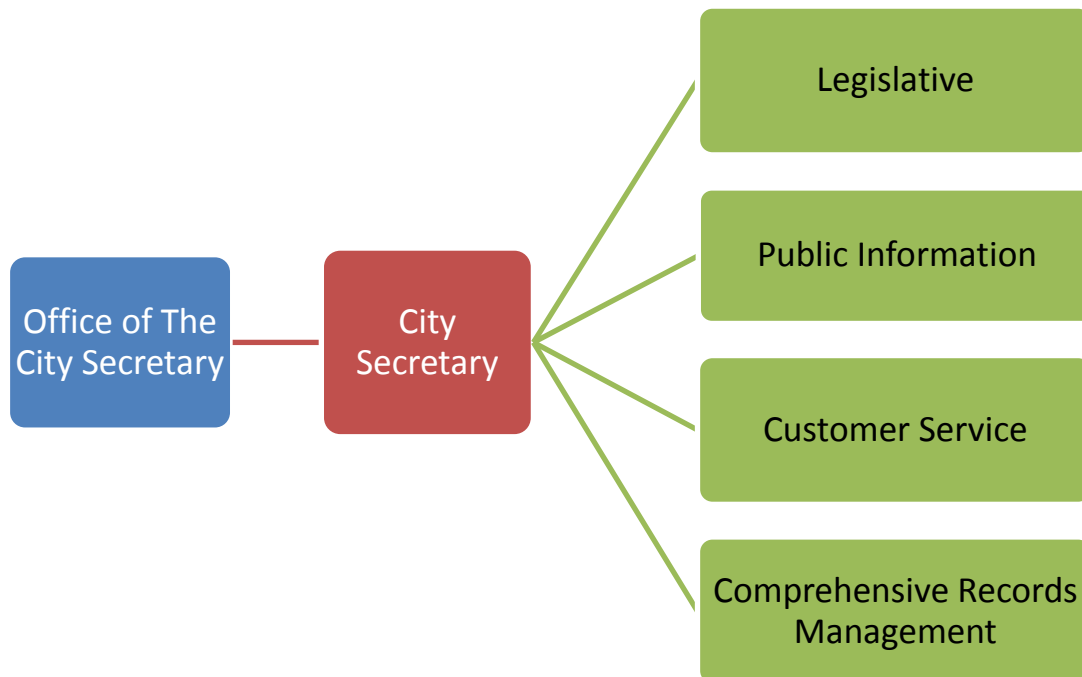 Office of The
City Secretary
City
Secretary
Legislative
Public Information
Customer Service
Comprehensive Records
Management